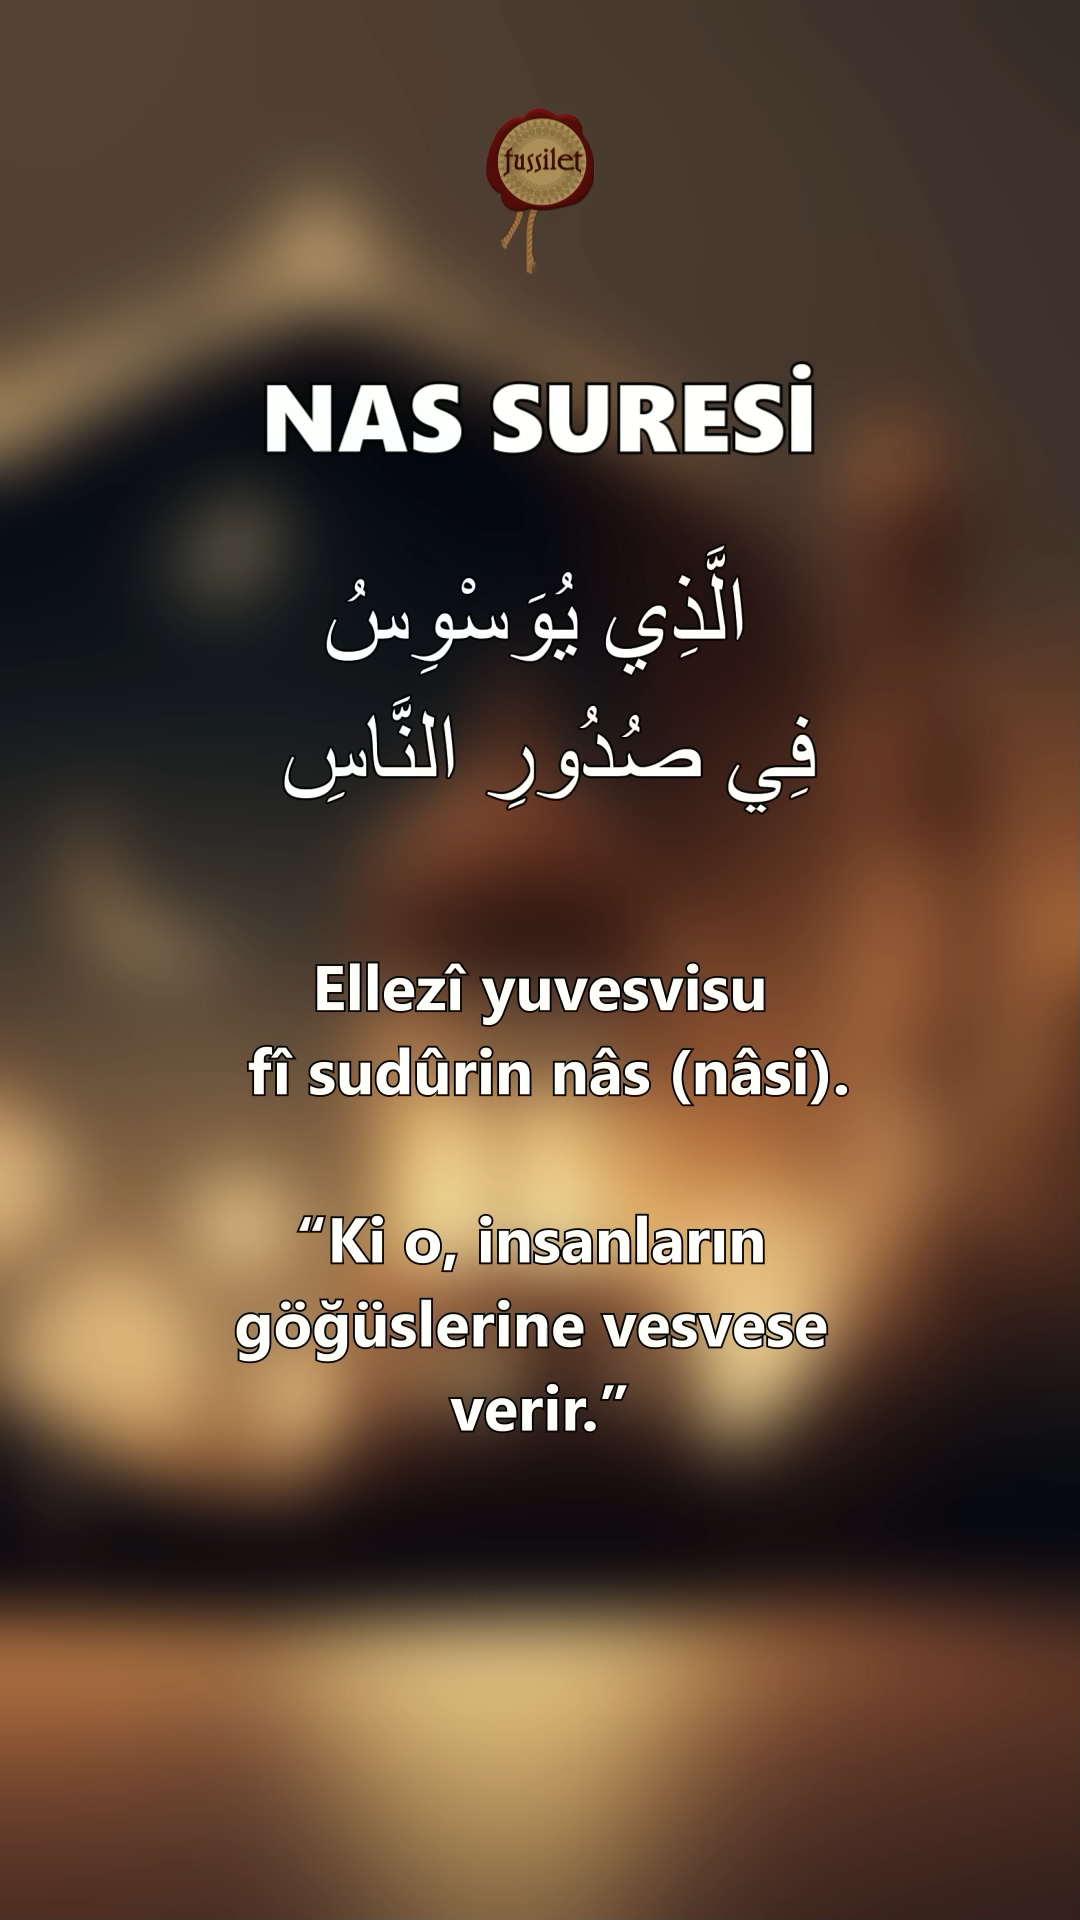 fussilet
NAS SURESİ
الَّذِي يُوَسْوِسُ
فِي صُدُورِ النَّاسِ
Ellezî yuvesvisu
fî sudûrin nâs (nâsi).
“Ki o, insanların
göğüslerine vesvese
verir.”